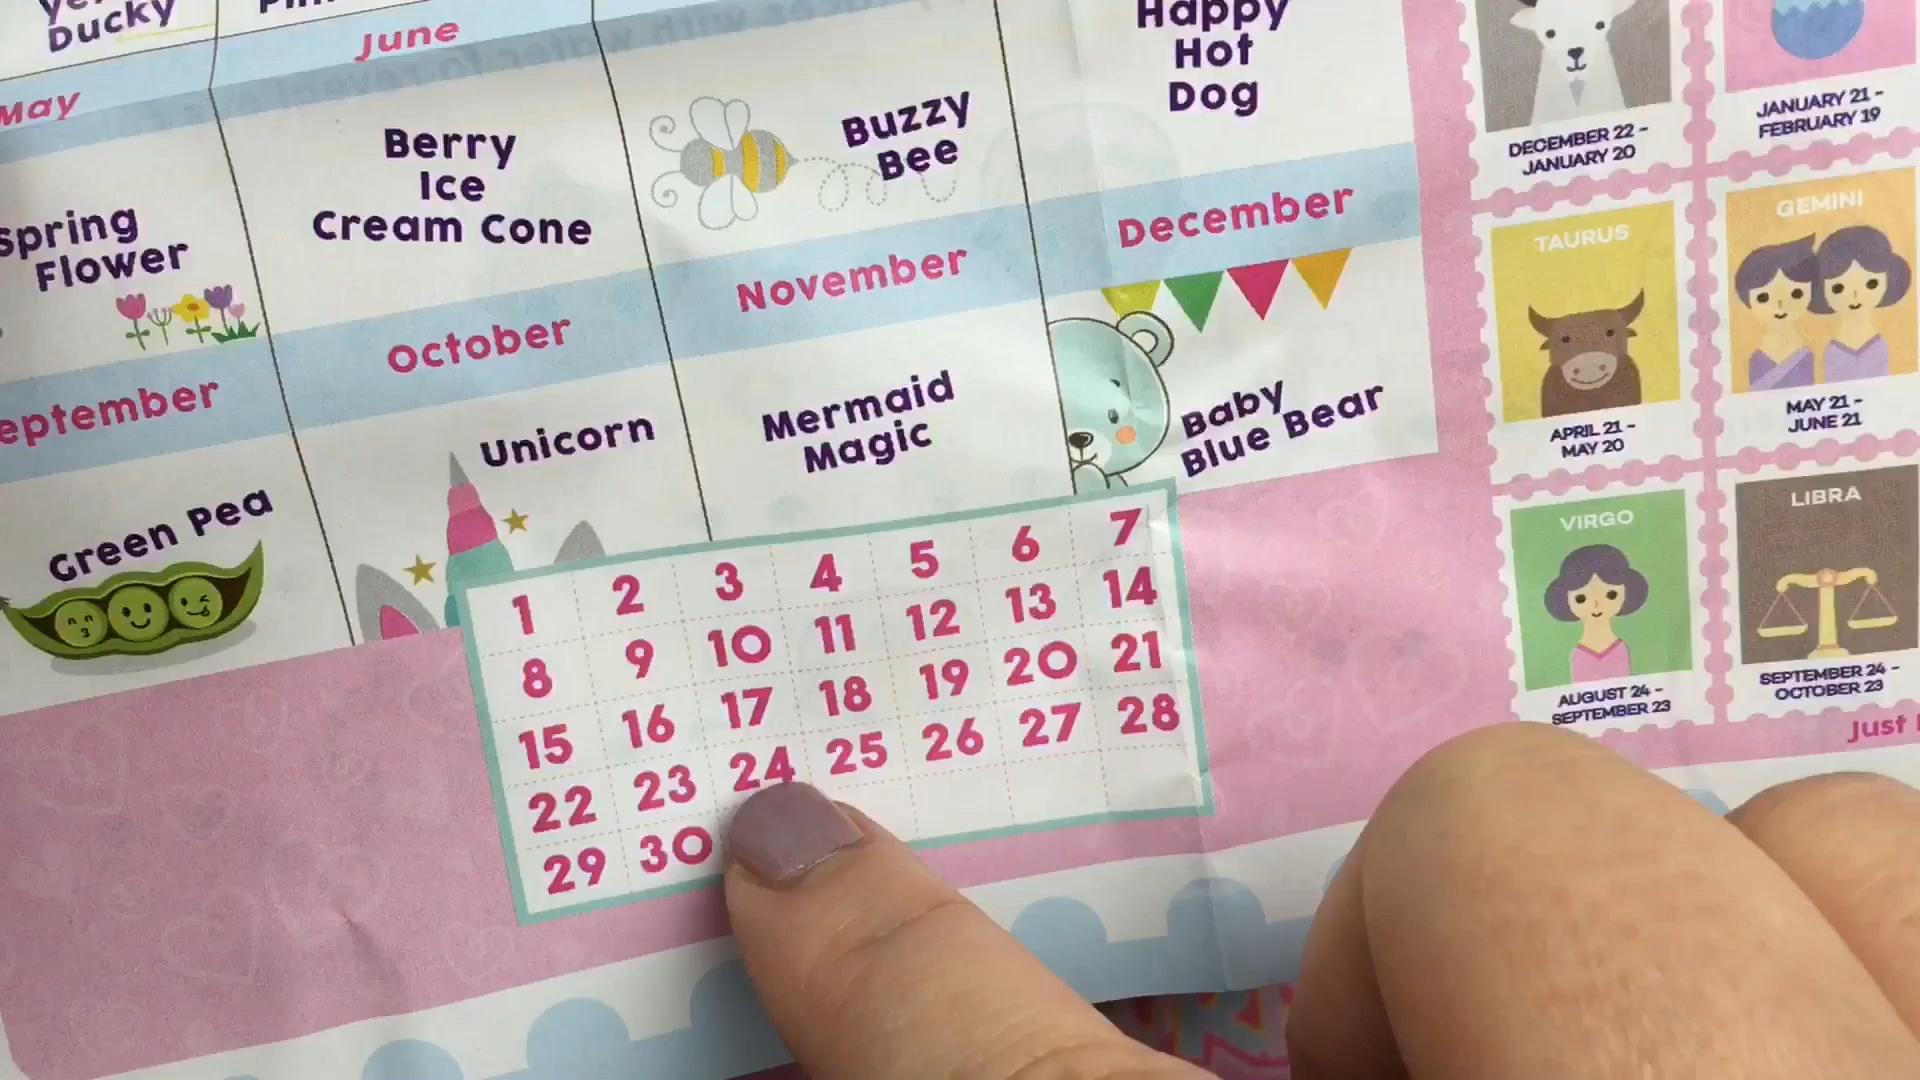 Ducky
June
May
Happy
Hot
Dog
Berry
Ice
Cream Cone
Buzzy
Bee
Spring
Flower
December
November
October
Unicorn
Mermaid
Magic
Baby
Blue Bear
Green Pea
1 2 3 4 5 6 7
8 9 10 11 12 13 14
15 16 17 18 19 20 21
22 23 24 25 26 27 28
29 30
DECEMBER 22 -
JANUARY 20
JANUARY 21 -
FEBRUARY 19
TAURUS
APRIL 21 -
MAY 20
GEMINI
MAY 21 -
JUNE 21
VIRGO
AUGUST 24 -
SEPTEMBER 23
LIBRA
SEPTEMBER 24 -
OCTOBER 23
Just